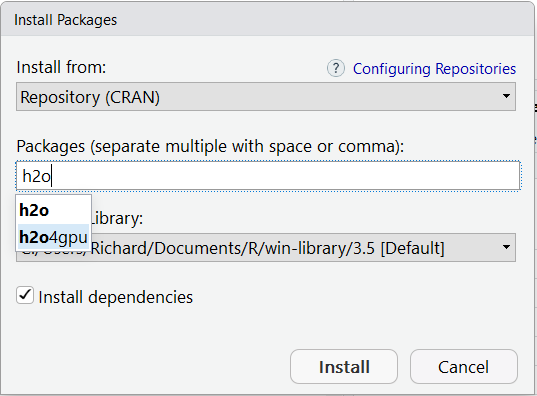 Install Packages
Install from:
? Configuring Repositories
Repository (CRAN)
Packages (separate multiple with space or comma):
h2o
h2o
Library:
h2o4gpu
C:/Users/Richard/Documents/R/win-library/3.5 [Default]
Install dependencies
Install
Cancel